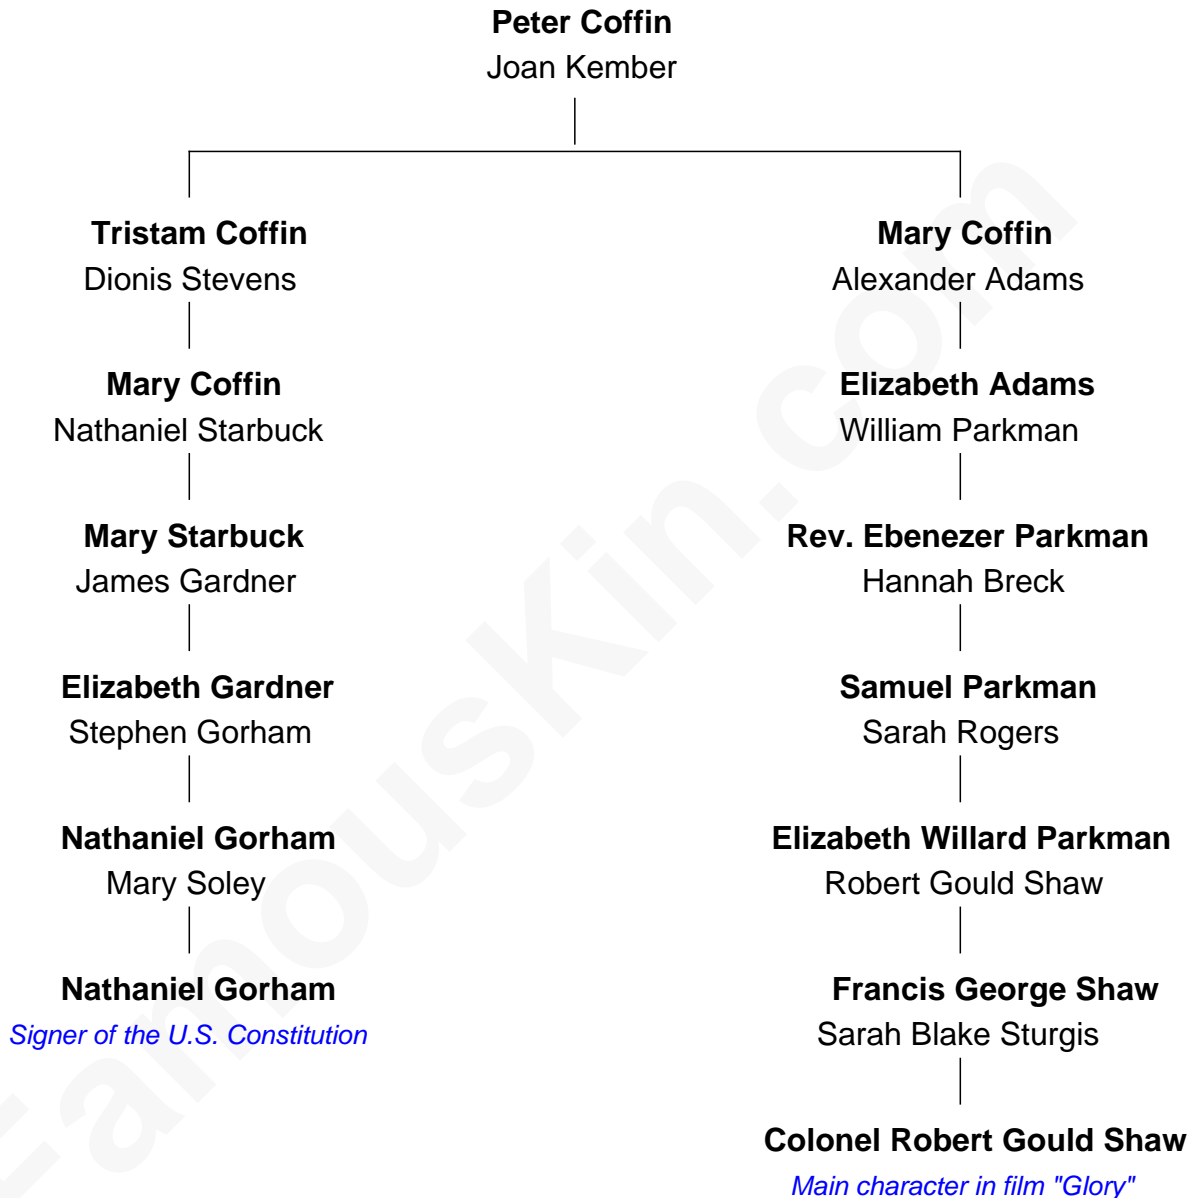 Peter Coffin
Joan Kember
Tristam Coffin
Dionis Stevens
Mary Coffin
Nathaniel Starbuck
Mary Starbuck
James Gardner
Elizabeth Gardner
Stephen Gorham
Nathaniel Gorham
Mary Soley
Nathaniel Gorham
Signer of the U.S. Constitution
Mary Coffin
Alexander Adams
Elizabeth Adams
William Parkman
Rev. Ebenezer Parkman
Hannah Breck
Samuel Parkman
Sarah Rogers
Elizabeth Willard Parkman
Robert Gould Shaw
Francis George Shaw
Sarah Blake Sturgis
Colonel Robert Gould Shaw
Main character in film "Glory"
FamousKin.com